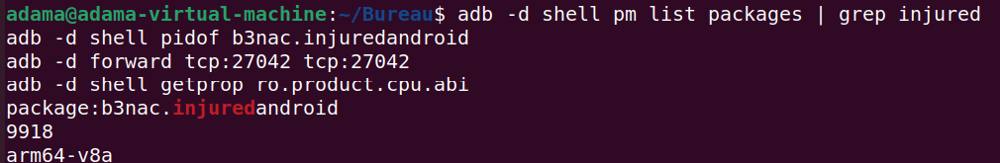 adama@adama-virtual-machine:~/Bureau$ adb -d shell pm list packages | grep injured
adb -d shell pidof b3nac.injuredandroid
adb -d forward tcp:27042 tcp:27042
adb -d shell getprop ro.product.cpu.abi
package:b3nac.injuredandroid
9918
arm64-v8a